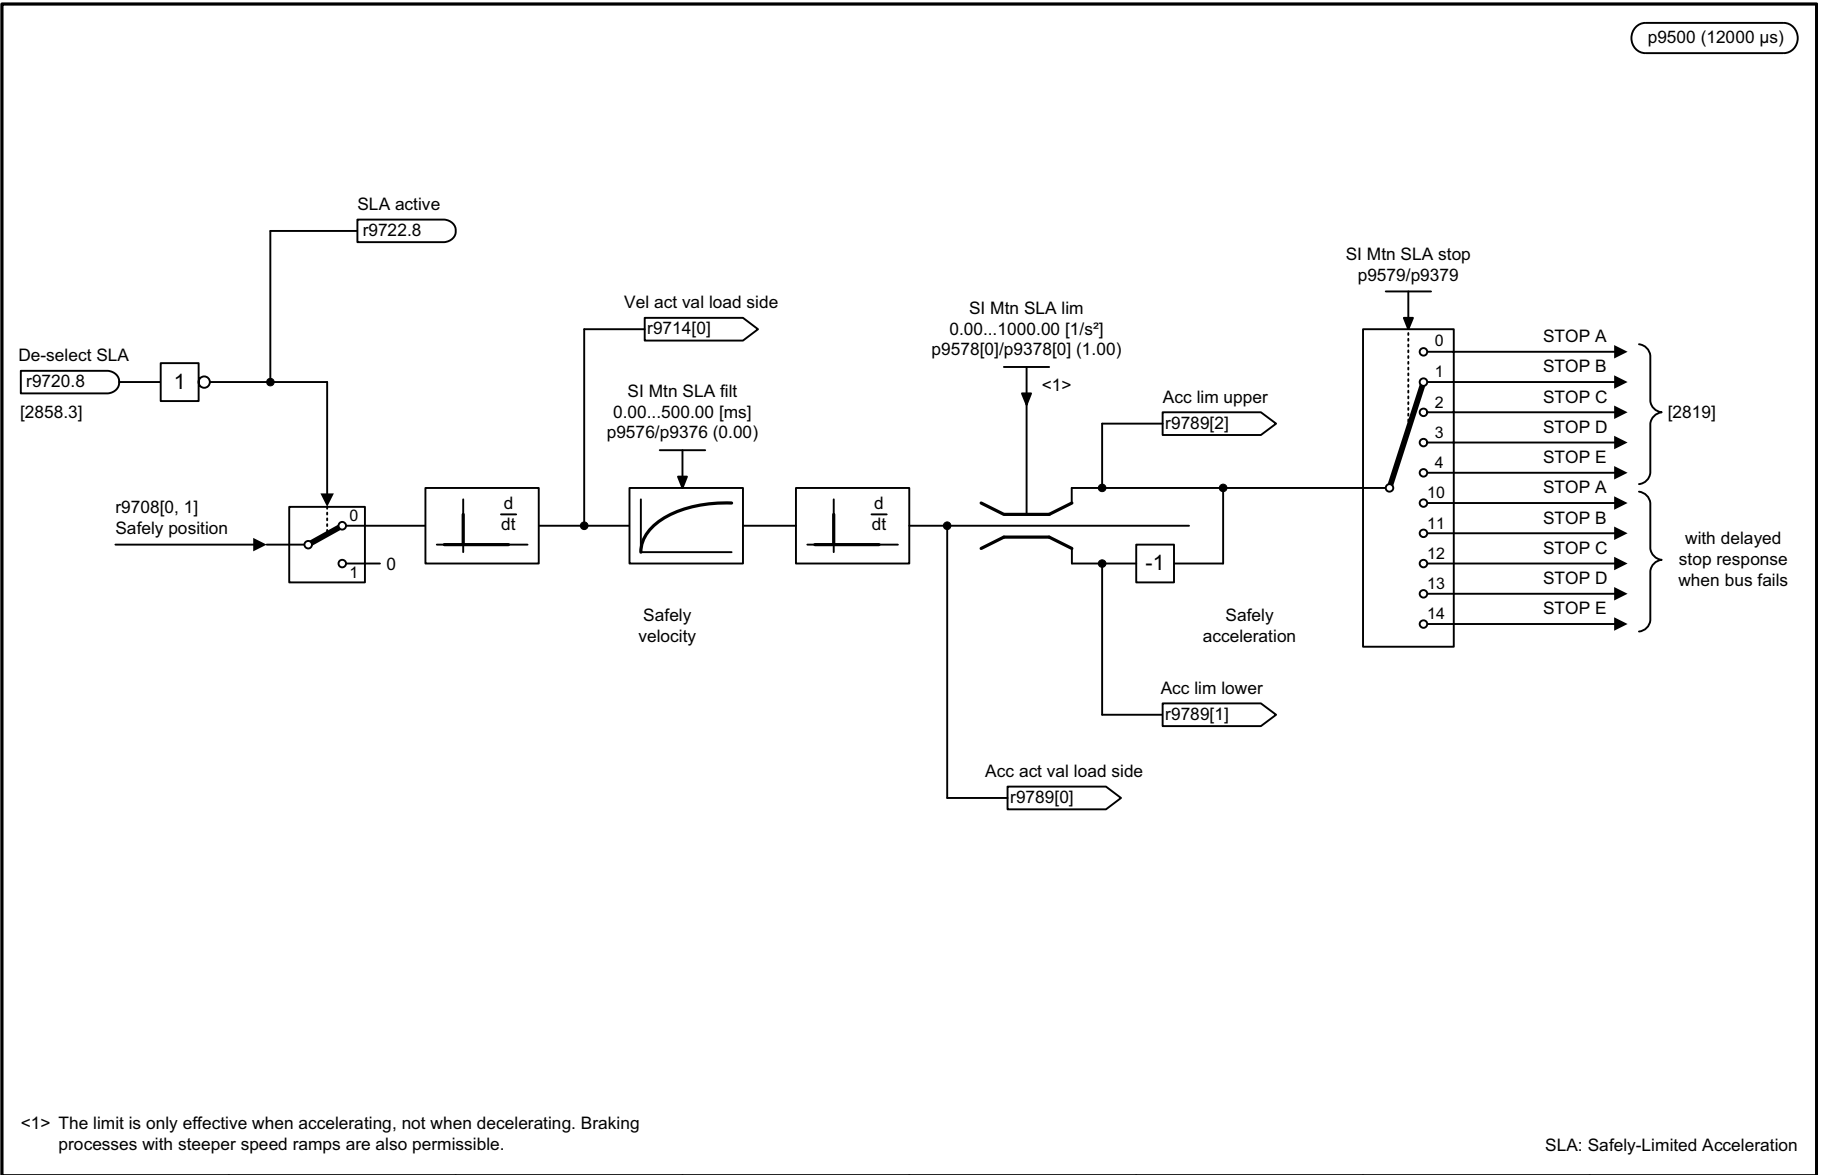 p9500 (12000 µs)
SLA active
r9722.8
De-select SLA
r9720.8
[2858.3]
1
r9708[0, 1]
Safely position
0
1
0
d
dt
Vel act val load side
r9714[0]
SI Mtn SLA filt
0.00...500.00 [ms]
p9576/p9376 (0.00)
Safely
velocity
d
dt
SI Mtn SLA lim
0.00...1000.00 [1/s²]
p9578[0]/p9378[0] (1.00)
<1>
Acc lim upper
r9789[2]
-1
Safely
acceleration
Acc lim lower
r9789[1]
Acc act val load side
r9789[0]
SI Mtn SLA stop
p9579/p9379
0 STOP A
1 STOP B
2 STOP C
3 STOP D
4 STOP E
[2819]
10 STOP A
11 STOP B
12 STOP C
13 STOP D
14 STOP E
with delayed
stop response
when bus fails
<1> The limit is only effective when accelerating, not when decelerating. Braking
processes with steeper speed ramps are also permissible.
SLA: Safely-Limited Acceleration